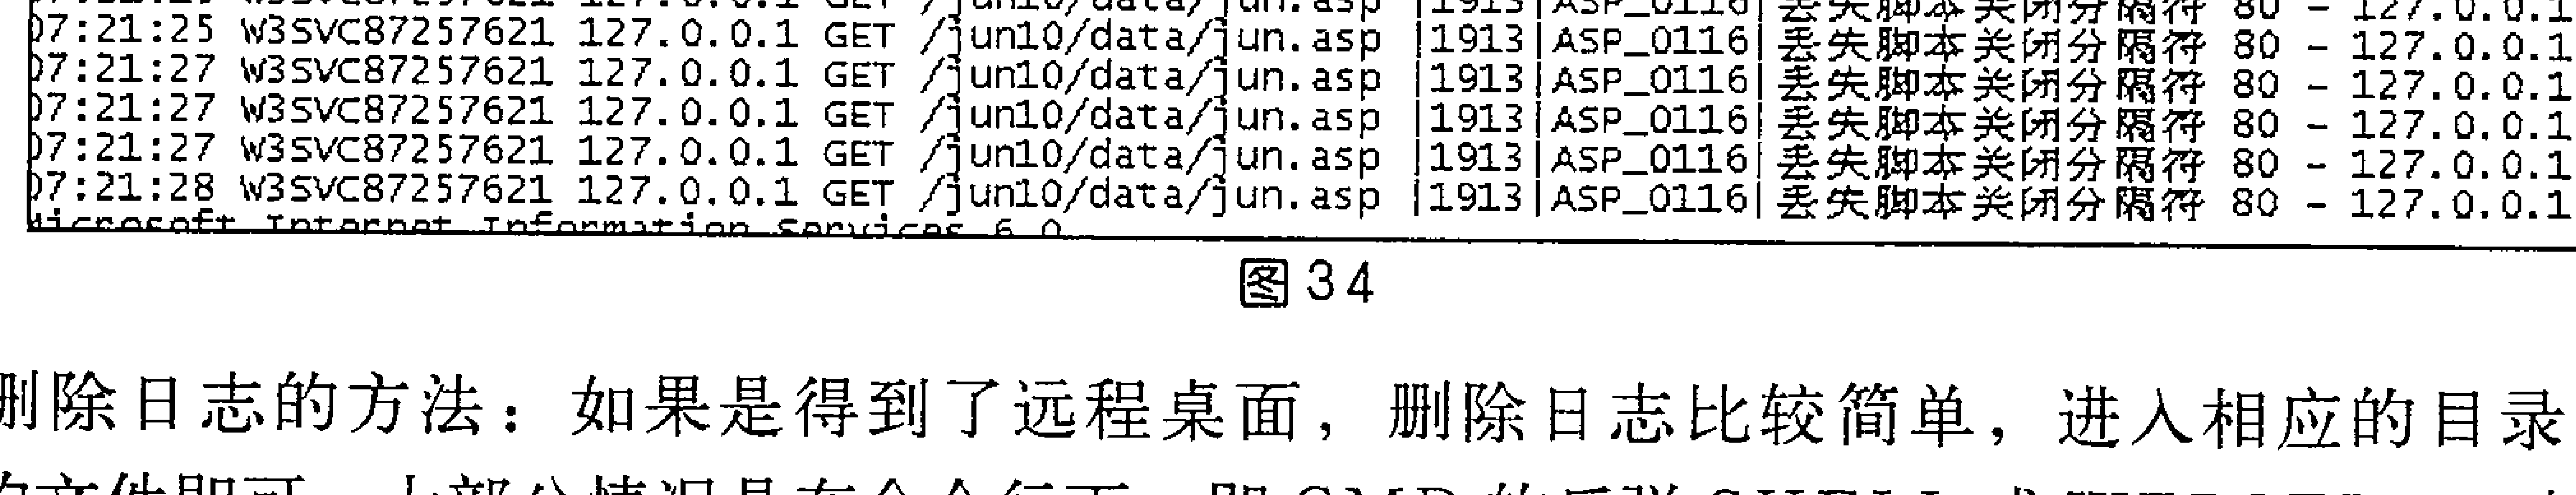 07:21:25 W3SVC87257621 127.0.0.1 GET /jun10/data/jun.asp |1913|ASP_0116|丢失脚本关闭分隔符 80 - 127.0.0.1
07:21:27 W3SVC87257621 127.0.0.1 GET /jun10/data/jun.asp |1913|ASP_0116|丢失脚本关闭分隔符 80 - 127.0.0.1
07:21:27 W3SVC87257621 127.0.0.1 GET /jun10/data/jun.asp |1913|ASP_0116|丢失脚本关闭分隔符 80 - 127.0.0.1
07:21:27 W3SVC87257621 127.0.0.1 GET /jun10/data/jun.asp |1913|ASP_0116|丢失脚本关闭分隔符 80 - 127.0.0.1
07:21:28 W3SVC87257621 127.0.0.1 GET /jun10/data/jun.asp |1913|ASP_0116|丢失脚本关闭分隔符 80 - 127.0.0.1
Microsoft Internet Information Services 6.0
图34
删除日志的方法：如果是得到了远程桌面，删除日志比较简单，进入相应的目录